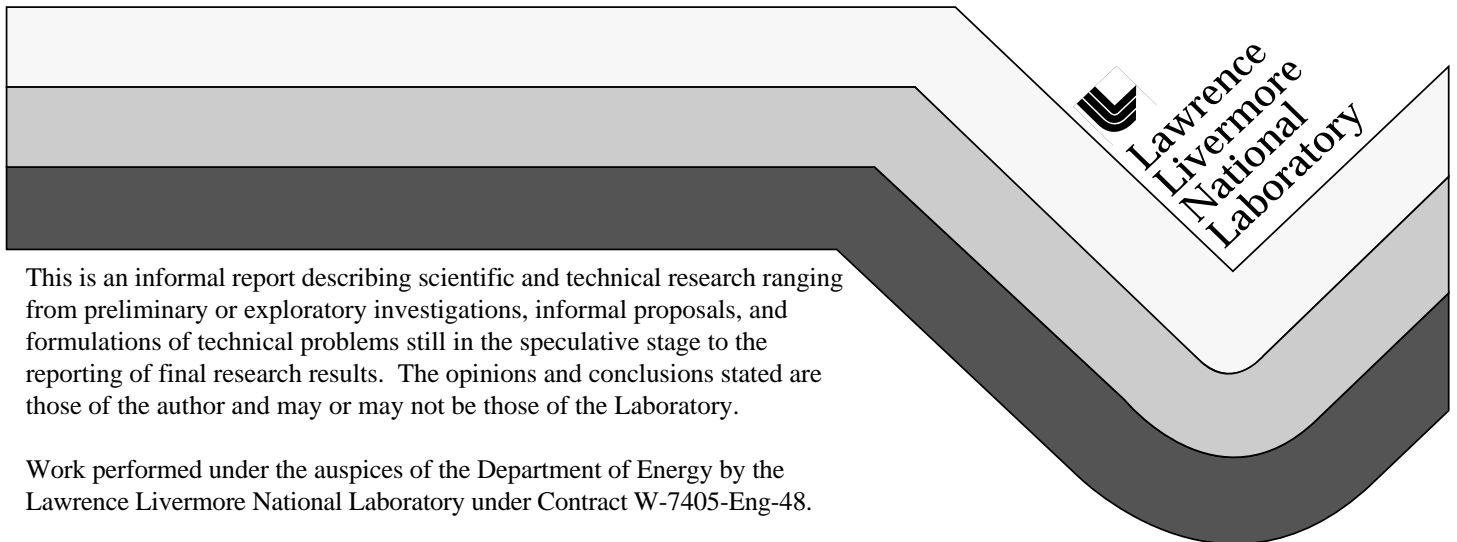 Lawrence
Livermore
National
Laboratory
This is an informal report describing scientific and technical research ranging
from preliminary or exploratory investigations, informal proposals, and
formulations of technical problems still in the speculative stage to the
reporting of final research results.  The opinions and conclusions stated are
those of the author and may or may not be those of the Laboratory.
Work performed under the auspices of the Department of Energy by the
Lawrence Livermore National Laboratory under Contract W-7405-Eng-48.